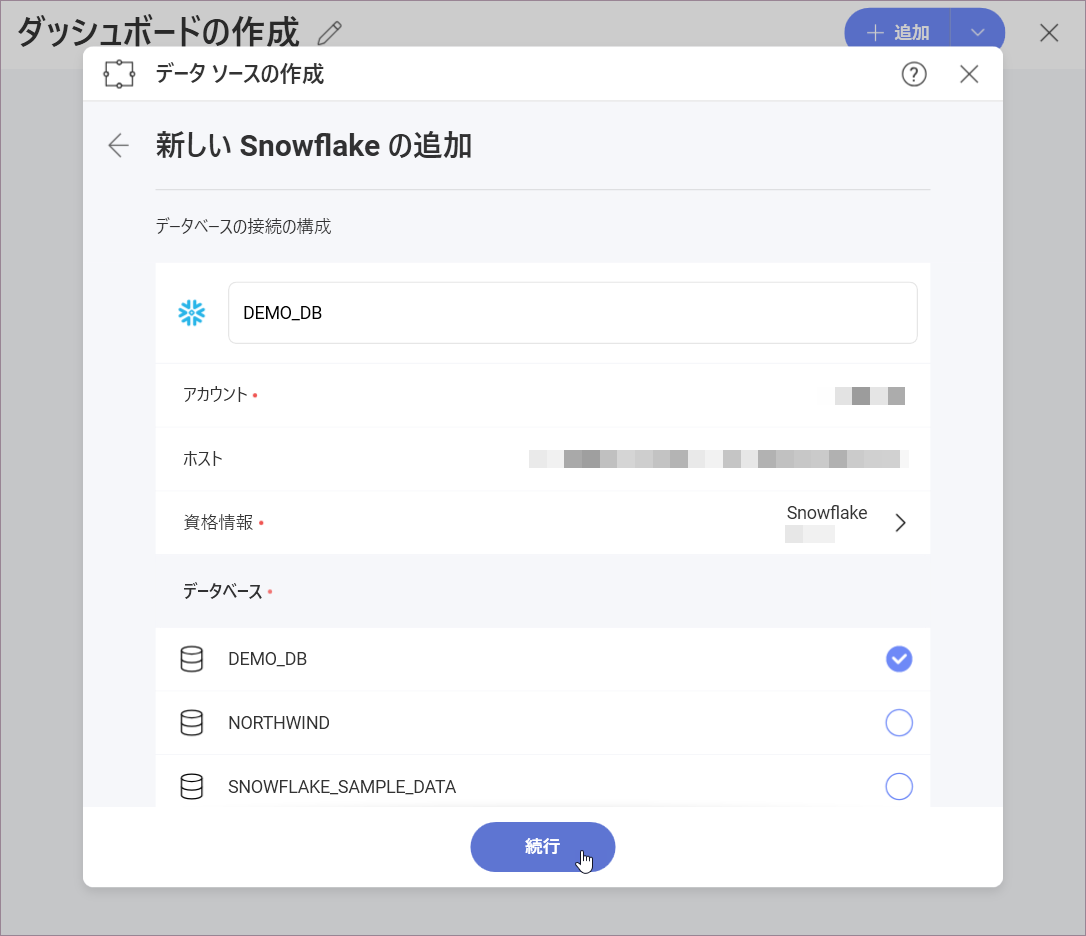 ダッシュボードの作成
追加
データ ソースの作成
新しい Snowflake の追加
データベースの接続の構成
DEMO_DB
アカウント •
ホスト
資格情報 •
Snowflake
データベース •
DEMO_DB
NORTHWIND
SNOWFLAKE_SAMPLE_DATA
続行